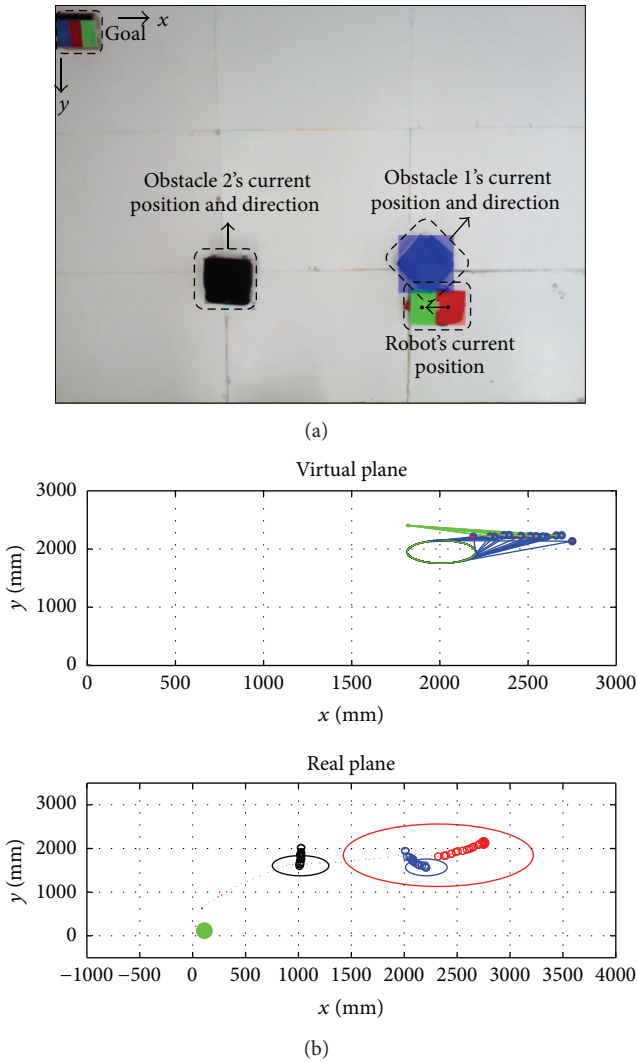 Goal
x
y
Obstacle 2's current
position and direction
Obstacle 1's current
position and direction
Robot's current
position
(a)
Virtual plane
3000
2000
1000
0
y (mm)
0 500 1000 1500 2000 2500 3000
x (mm)
Real plane
3000
2000
1000
0
y (mm)
−1000 −500 0 500 1000 1500 2000 2500 3000 3500 4000
x (mm)
(b)